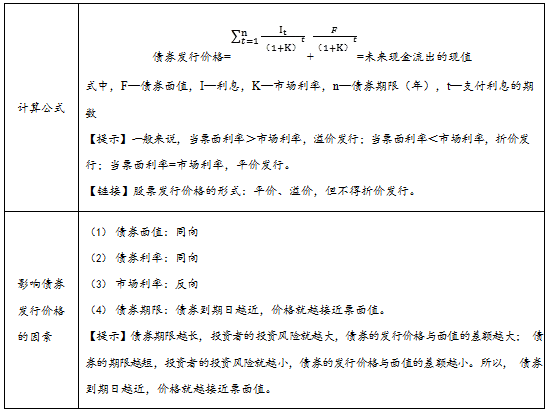 债券发行价格=∑ⁿₜ₌₁ Iₜ/(1+K)ᵗ + F/(1+K)ᵗ=未来现金流出的现值
式中，F—债券面值，I—利息，K—市场利率，n—债券期限（年），t—支付利息的期
数
计算公式
【提示】一般来说，当票面利率＞市场利率，溢价发行；当票面利率＜市场利率，折价发
行；当票面利率=市场利率，平价发行。
【链接】股票发行价格的形式：平价、溢价，但不得折价发行。
（1） 债券面值：同向
（2） 债券利率：同向
（3） 市场利率：反向
（4） 债券期限：债券到期日越近，价格就越接近票面值。
影响债券
发行价格
的因素
【提示】债券期限越长，投资者的投资风险就越大，债券的发行价格与面值的差额越大； 债
券的期限越短，投资者的投资风险就越小，债券的发行价格与面值的差额越小。所以， 债券
到期日越近，价格就越接近票面值。